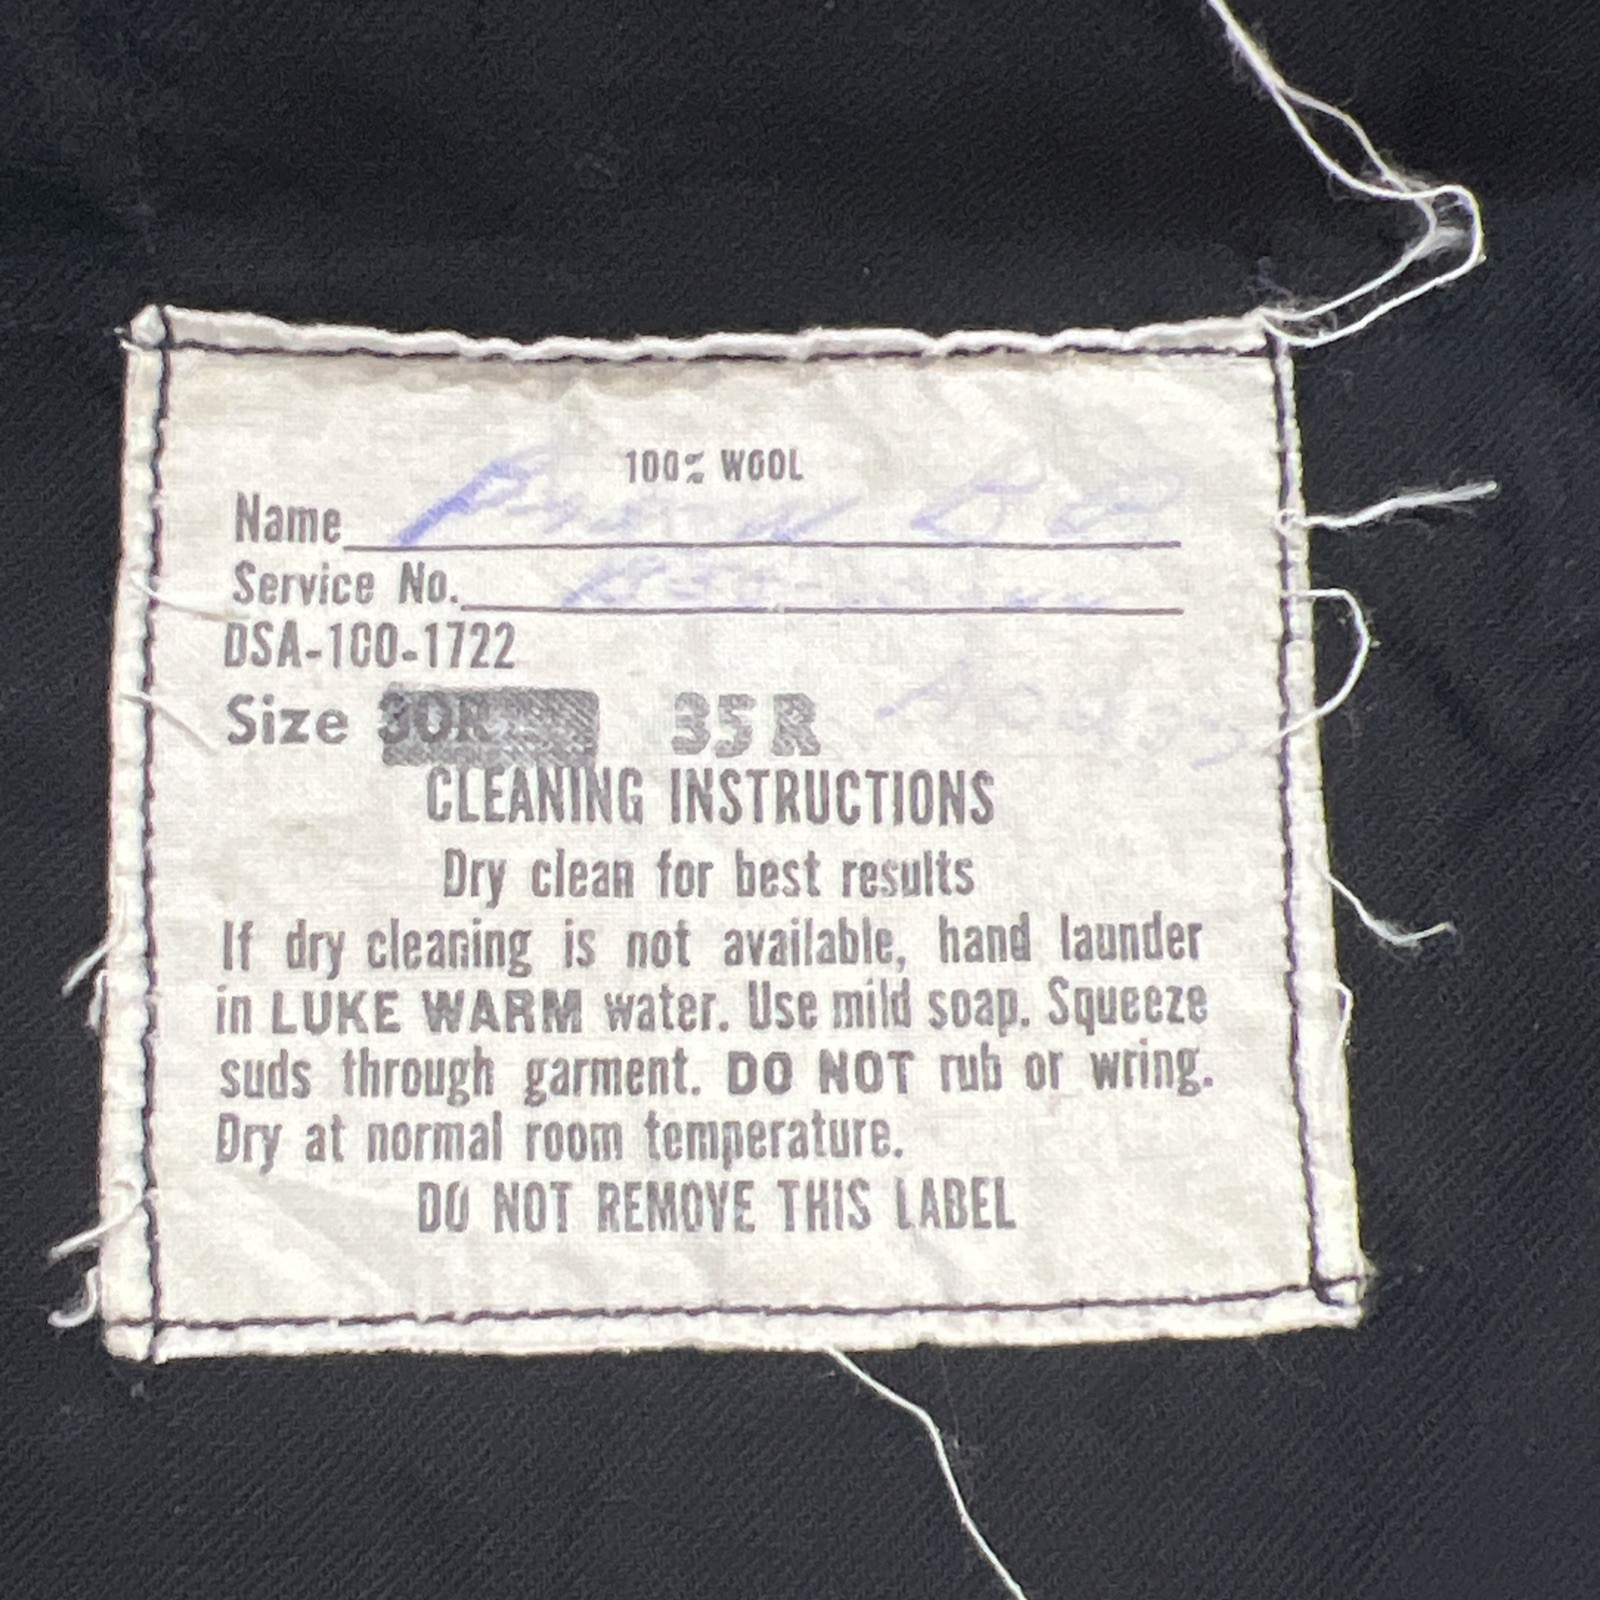 100% WOOL
Name
Service No.
DSA-100-1722
Size 30R 35R
CLEANING INSTRUCTIONS
Dry clean for best results
If dry cleaning is not available, hand launder
in LUKE WARM water. Use mild soap. Squeeze
suds through garment. DO NOT rub or wring.
Dry at normal room temperature.
DO NOT REMOVE THIS LABEL